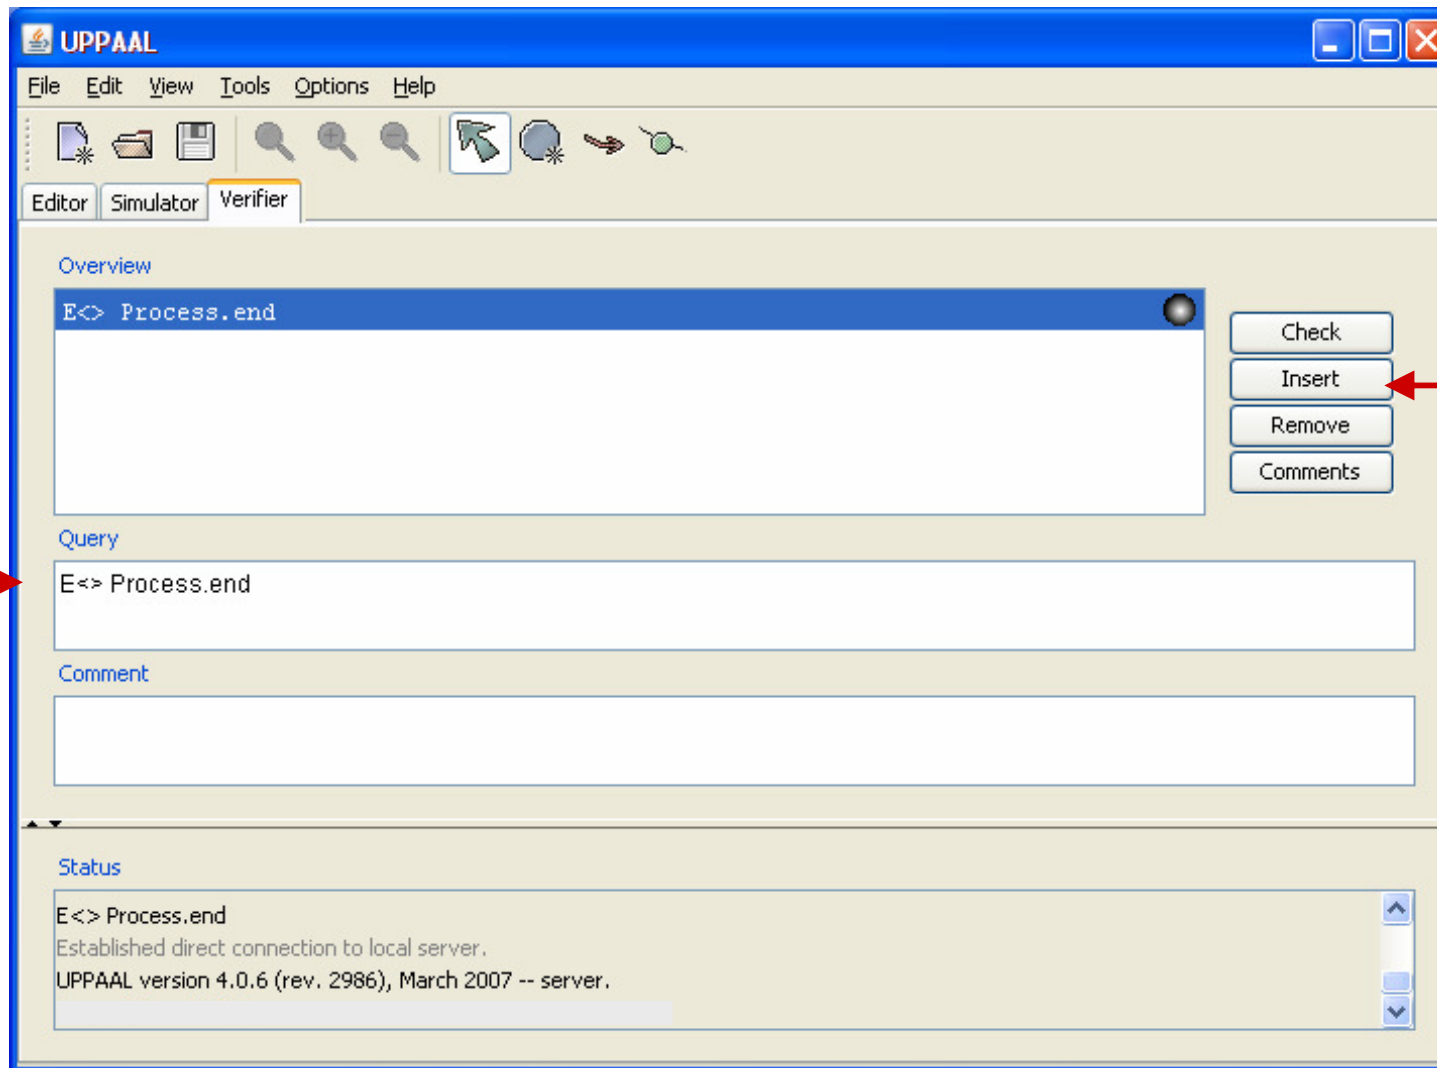 UPPAAL
File Edit View Tools Options Help
Editor Simulator Verifier
Overview
E<> Process.end
Check
Insert
Remove
Comments
Query
E<> Process.end
Comment
Status
E<> Process.end
Established direct connection to local server.
UPPAAL version 4.0.6 (rev. 2986), March 2007 -- server.